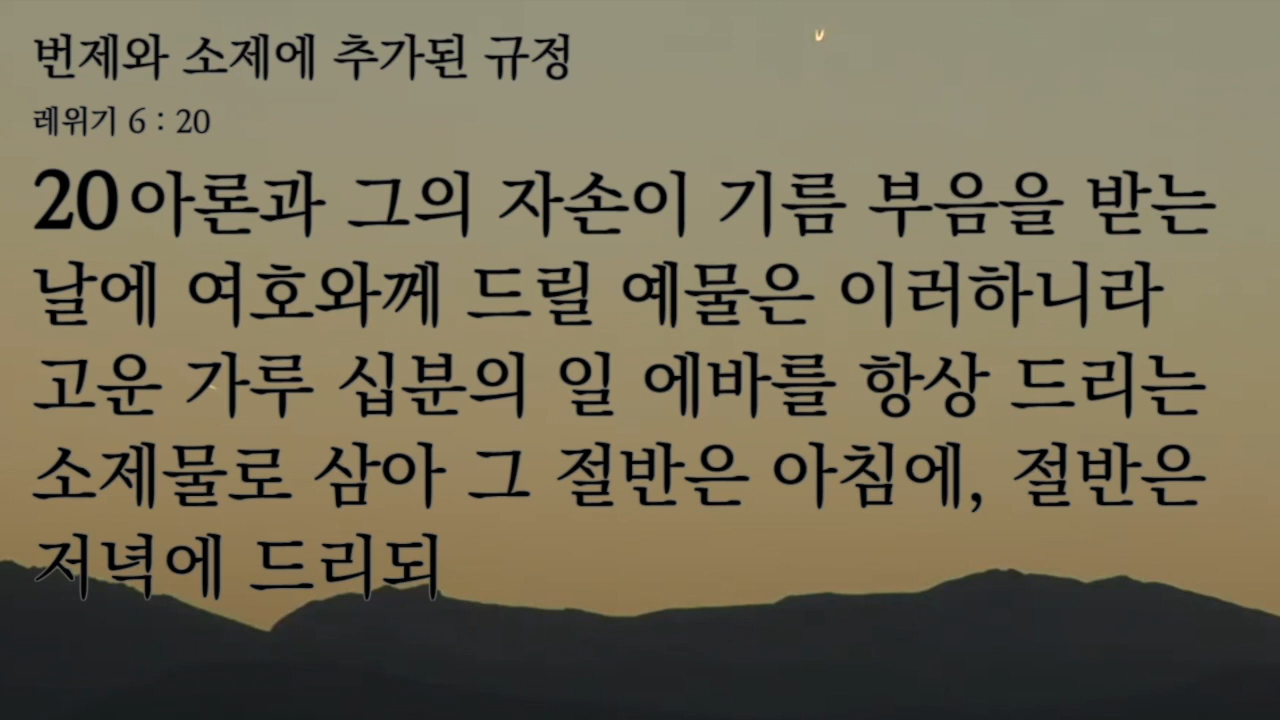 번제와 소제에 추가된 규정
레위기 6 : 20
20 아론과 그의 자손이 기름 부음을 받는
날에 여호와께 드릴 예물은 이러하니라
고운 가루 십분의 일 에바를 항상 드리는
소제물로 삼아 그 절반은 아침에, 절반은
저녁에 드리되